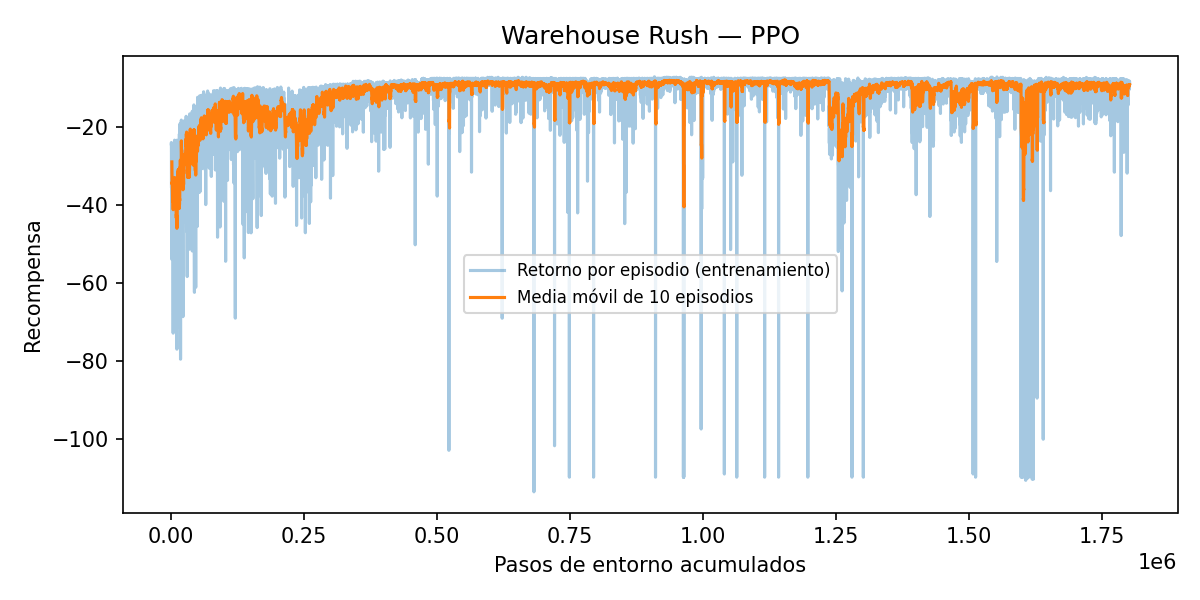 Warehouse Rush — PPO
Recompensa
−20
−40
−60
−80
−100
Retorno por episodio (entrenamiento)
Media móvil de 10 episodios
0.00 0.25 0.50 0.75 1.00 1.25 1.50 1.75
1e6
Pasos de entorno acumulados